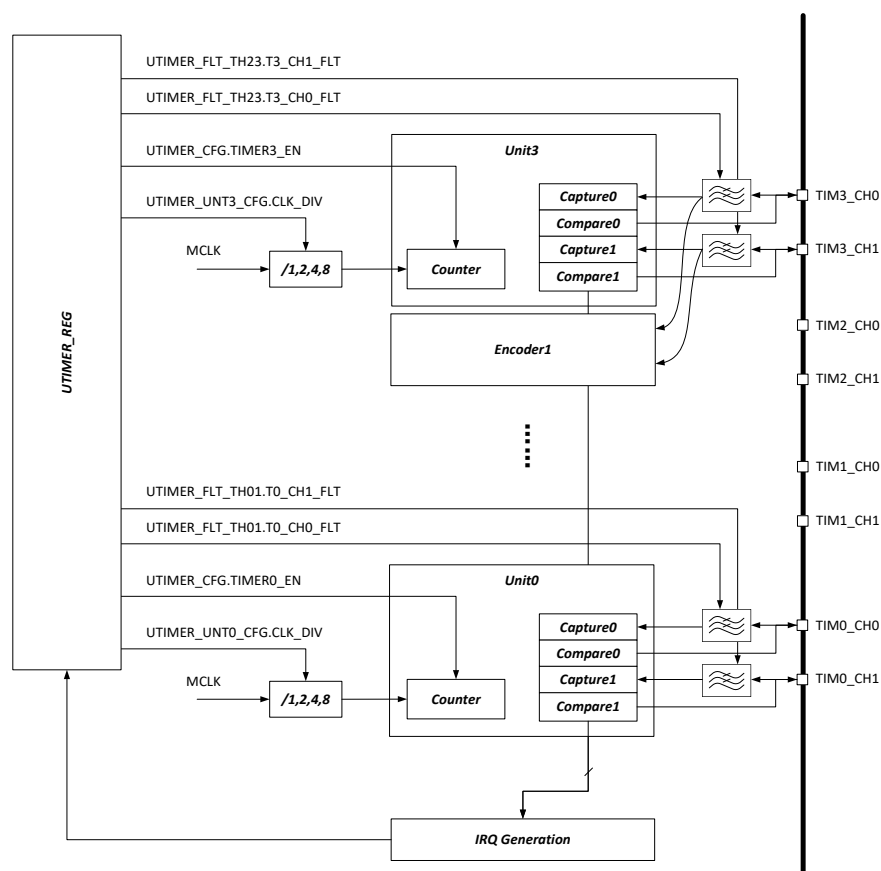 UTIMER_REG
UTIMER_FLT_TH23.T3_CH1_FLT
UTIMER_FLT_TH23.T3_CH0_FLT
UTIMER_CFG.TIMER3_EN
UTIMER_UNT3_CFG.CLK_DIV
MCLK
/1,2,4,8
Unit3
Counter
Capture0
Compare0
Capture1
Compare1
Encoder1
TIM3_CH0
TIM3_CH1
TIM2_CH0
TIM2_CH1
TIM1_CH0
TIM1_CH1
UTIMER_FLT_TH01.T0_CH1_FLT
UTIMER_FLT_TH01.T0_CH0_FLT
UTIMER_CFG.TIMER0_EN
UTIMER_UNT0_CFG.CLK_DIV
MCLK
/1,2,4,8
Unit0
Counter
Capture0
Compare0
Capture1
Compare1
TIM0_CH0
TIM0_CH1
IRQ Generation